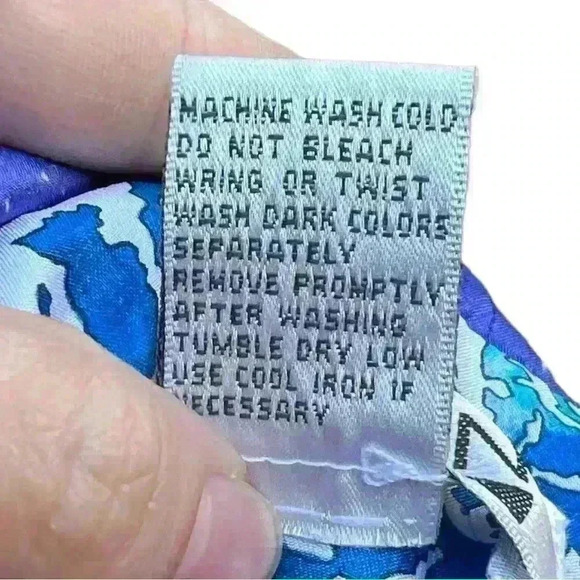 MACHINE WASH COLD
DO NOT BLEACH
WRING OR TWIST
WASH DARK COLORS
SEPARATELY
REMOVE PROMPTLY
AFTER WASHING
TUMBLE DRY LOW
USE COOL IRON IF
NECESSARY